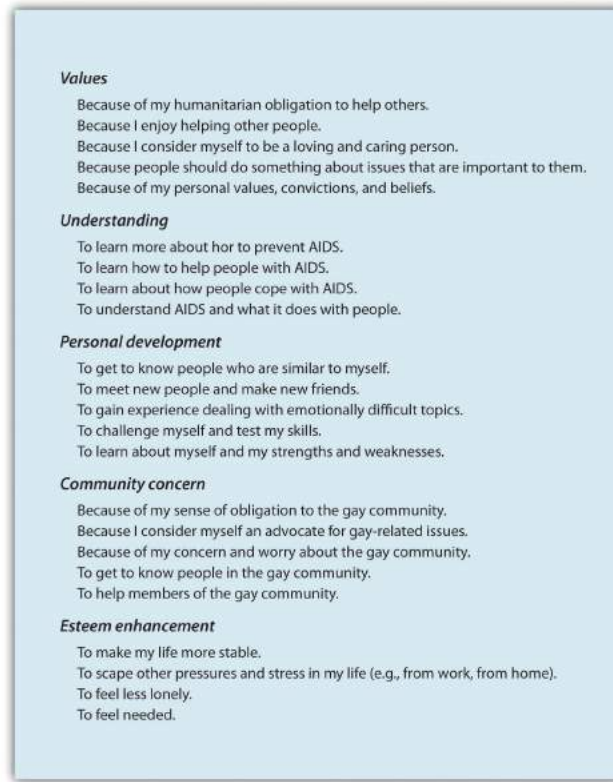 Values
Because of my humanitarian obligation to help others.
Because I enjoy helping other people.
Because I consider myself to be a loving and caring person.
Because people should do something about issues that are important to them.
Because of my personal values, convictions, and beliefs.
Understanding
To learn more about hor to prevent AIDS.
To learn how to help people with AIDS.
To learn about how people cope with AIDS.
To understand AIDS and what it does with people.
Personal development
To get to know people who are similar to myself.
To meet new people and make new friends.
To gain experience dealing with emotionally difficult topics.
To challenge myself and test my skills.
To learn about myself and my strengths and weaknesses.
Community concern
Because of my sense of obligation to the gay community.
Because I consider myself an advocate for gay-related issues.
Because of my concern and worry about the gay community.
To get to know people in the gay community.
To help members of the gay community.
Esteem enhancement
To make my life more stable.
To scape other pressures and stress in my life (e.g., from work, from home).
To feel less lonely.
To feel needed.